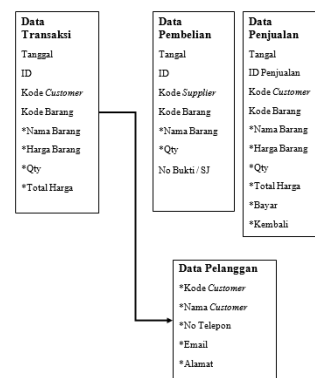 Data
Transaksi
Tanggal
ID
Kode Customer
Kode Barang
*Nama Barang
*Harga Barang
*Qty
*Total Harga
Data
Pembelian
Tangal
ID
Kode Supplier
Kode Barang
*Nama Barang
*Qty
No Bukti / SJ
Data
Penjualan
Tangal
ID Penjualan
Kode Customer
Kode Barang
*Nama Barang
*Harga Barang
*Qty
*Total Harga
*Bayar
*Kembali
Data Pelanggan
*Kode Customer
*Nama Customer
*No Telepon
*Email
*Alamat